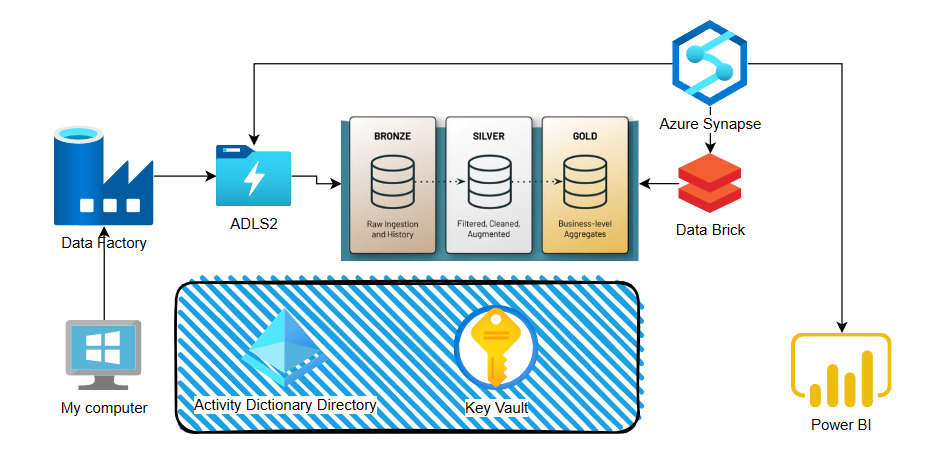 Azure Synapse
BRONZE
SILVER
GOLD
Raw Ingestion
and History
Filtered, Cleaned,
Augmented
Business-level
Aggregates
Data Factory
ADLS2
Data Brick
My computer
Activity Dictionary Directory
Key Vault
Power BI